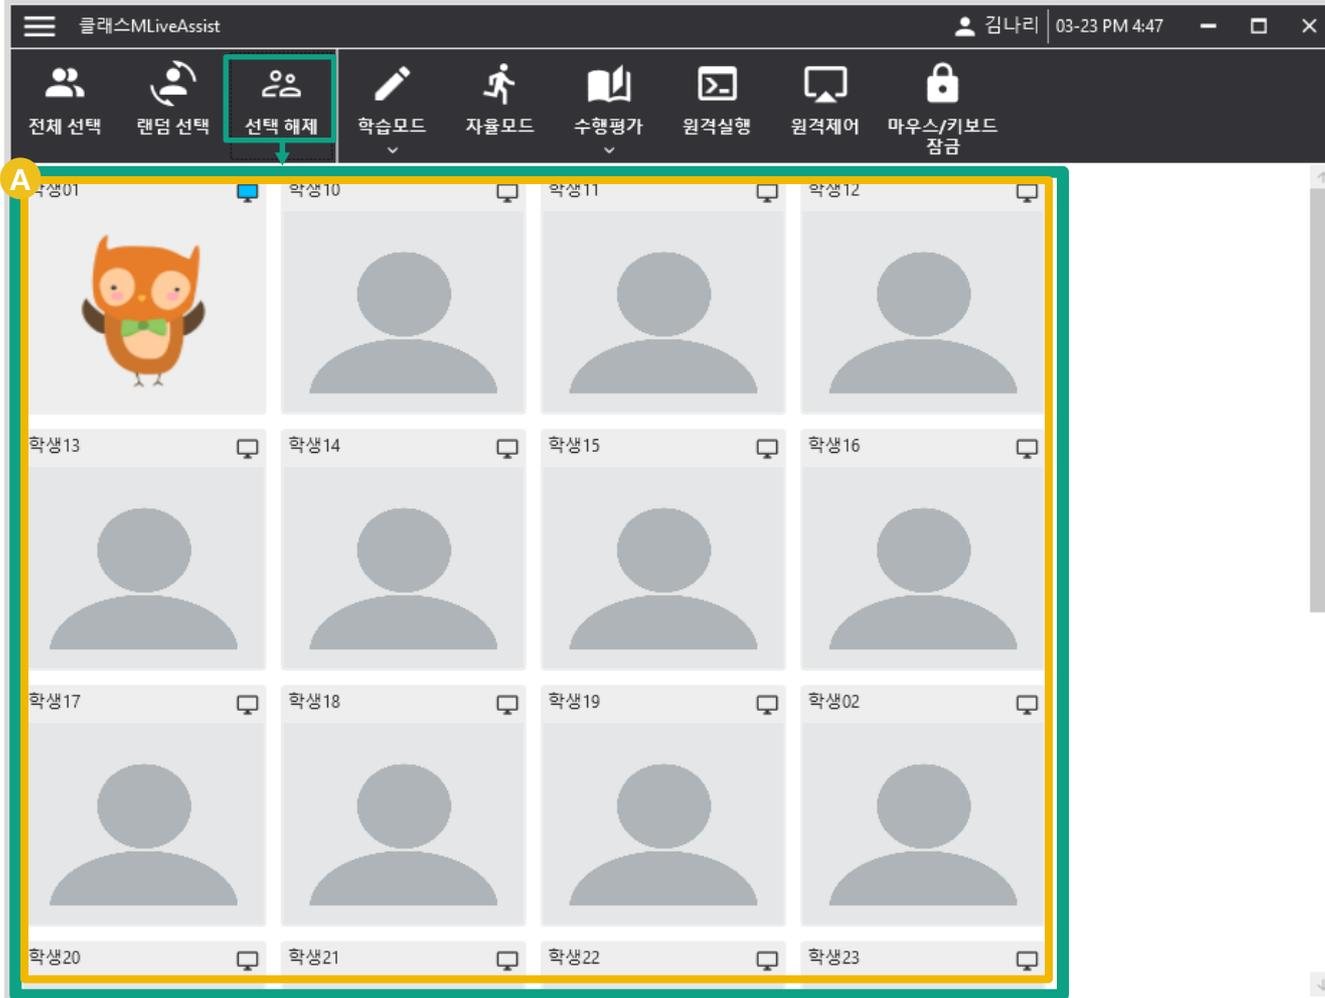 클래스MLiveAssist
김나리
03-23 PM 4:47
전체 선택
랜덤 선택
선택 해제
학습모드
자율모드
수행평가
원격실행
원격제어
마우스/키보드
잠금
A
학생01
학생10
학생11
학생12
학생13
학생14
학생15
학생16
학생17
학생18
학생19
학생02
학생20
학생21
학생22
학생23